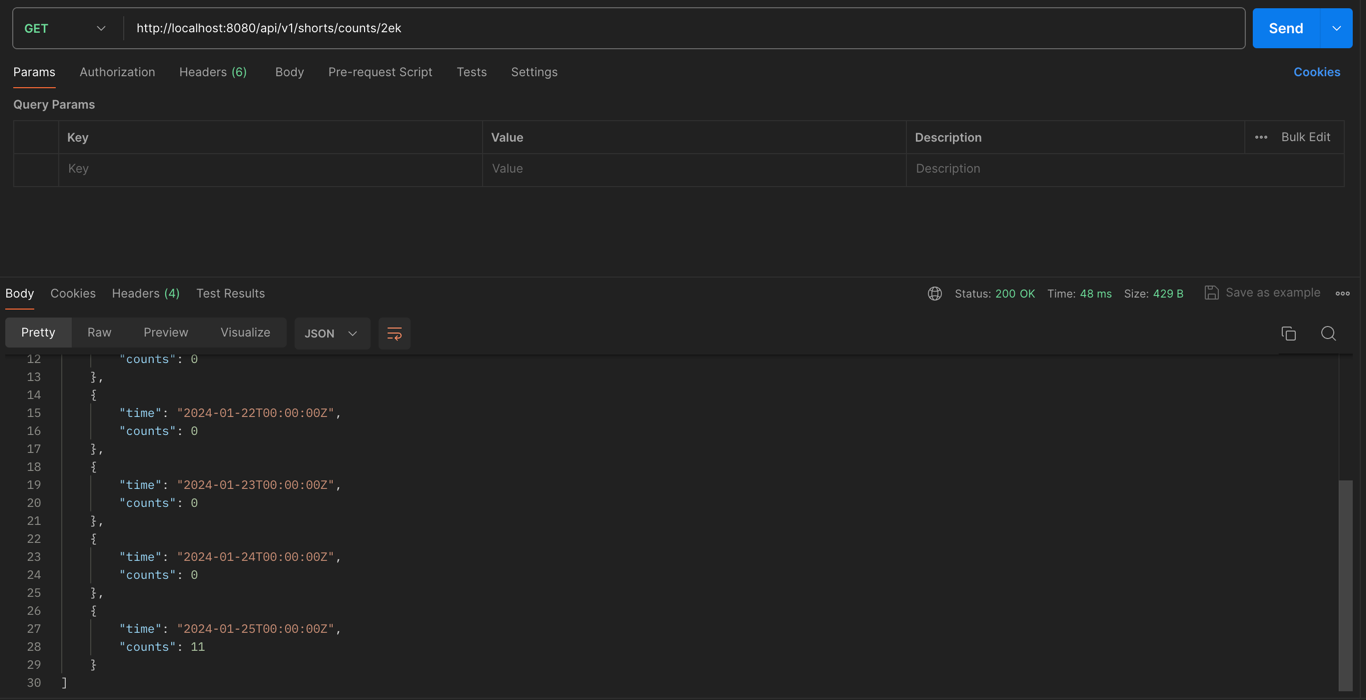 GET http://localhost:8080/api/v1/shorts/counts/2ek Send
Params Authorization Headers (6) Body Pre-request Script Tests Settings Cookies
Query Params
Key Value Description ••• Bulk Edit
Key Value Description
Body Cookies Headers (4) Test Results Status: 200 OK Time: 48 ms Size: 429 B Save as example
Pretty Raw Preview Visualize JSON
12 "counts": 0
13 },
14 {
15 "time": "2024-01-22T00:00:00Z",
16 "counts": 0
17 },
18 {
19 "time": "2024-01-23T00:00:00Z",
20 "counts": 0
21 },
22 {
23 "time": "2024-01-24T00:00:00Z",
24 "counts": 0
25 },
26 {
27 "time": "2024-01-25T00:00:00Z",
28 "counts": 11
29 }
30 ]